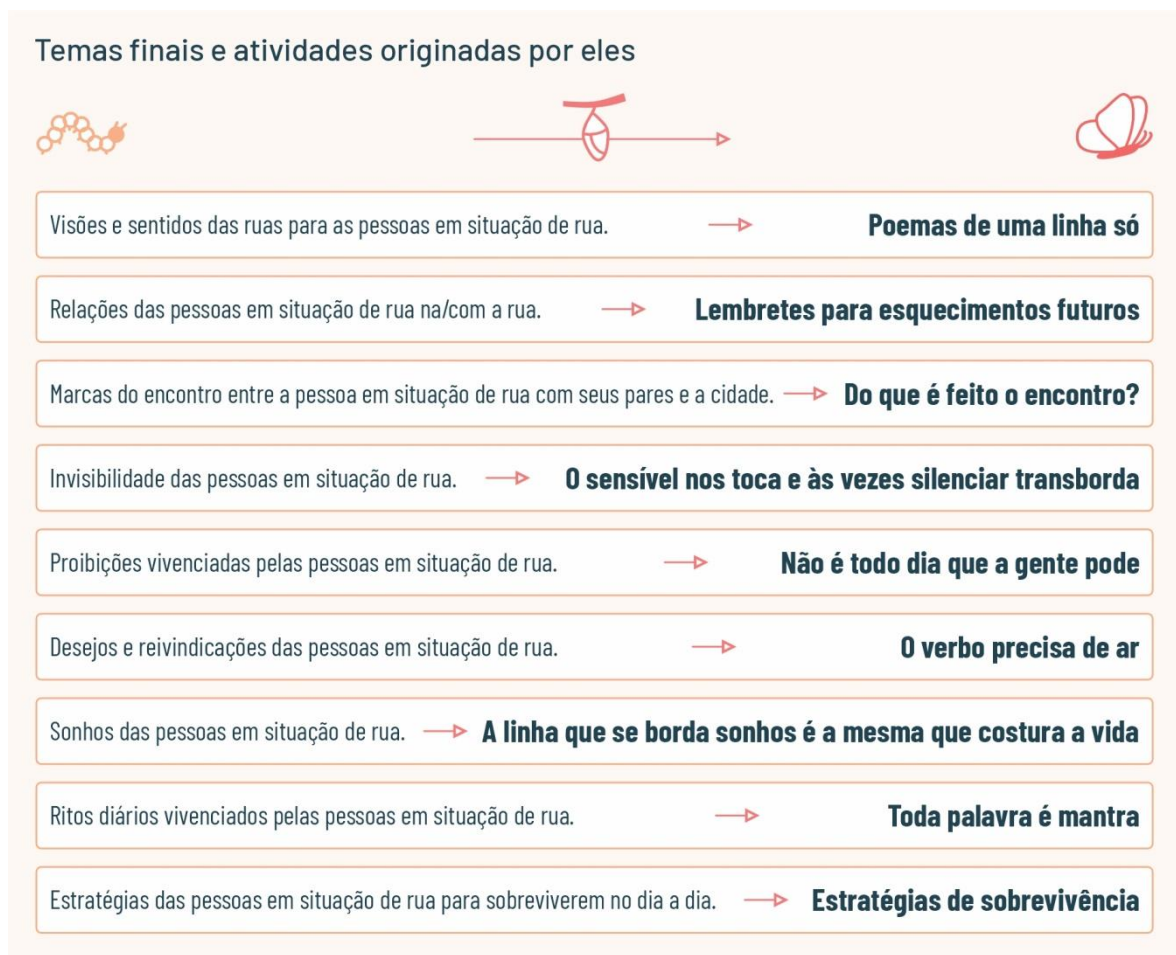 Temas finais e atividades originadas por eles
Visões e sentidos das ruas para as pessoas em situação de rua. Poemas de uma linha só
Relações das pessoas em situação de rua na/com a rua. Lembretes para esquecimentos futuros
Marcas do encontro entre a pessoa em situação de rua com seus pares e a cidade. Do que é feito o encontro?
Invisibilidade das pessoas em situação de rua. O sensível nos toca e às vezes silenciar transborda
Proibições vivenciadas pelas pessoas em situação de rua. Não é todo dia que a gente pode
Desejos e reivindicações das pessoas em situação de rua. O verbo precisa de ar
Sonhos das pessoas em situação de rua. A linha que se borda sonhos é a mesma que costura a vida
Ritos diários vivenciados pelas pessoas em situação de rua. Toda palavra é mantra
Estratégias das pessoas em situação de rua para sobreviverem no dia a dia. Estratégias de sobrevivência